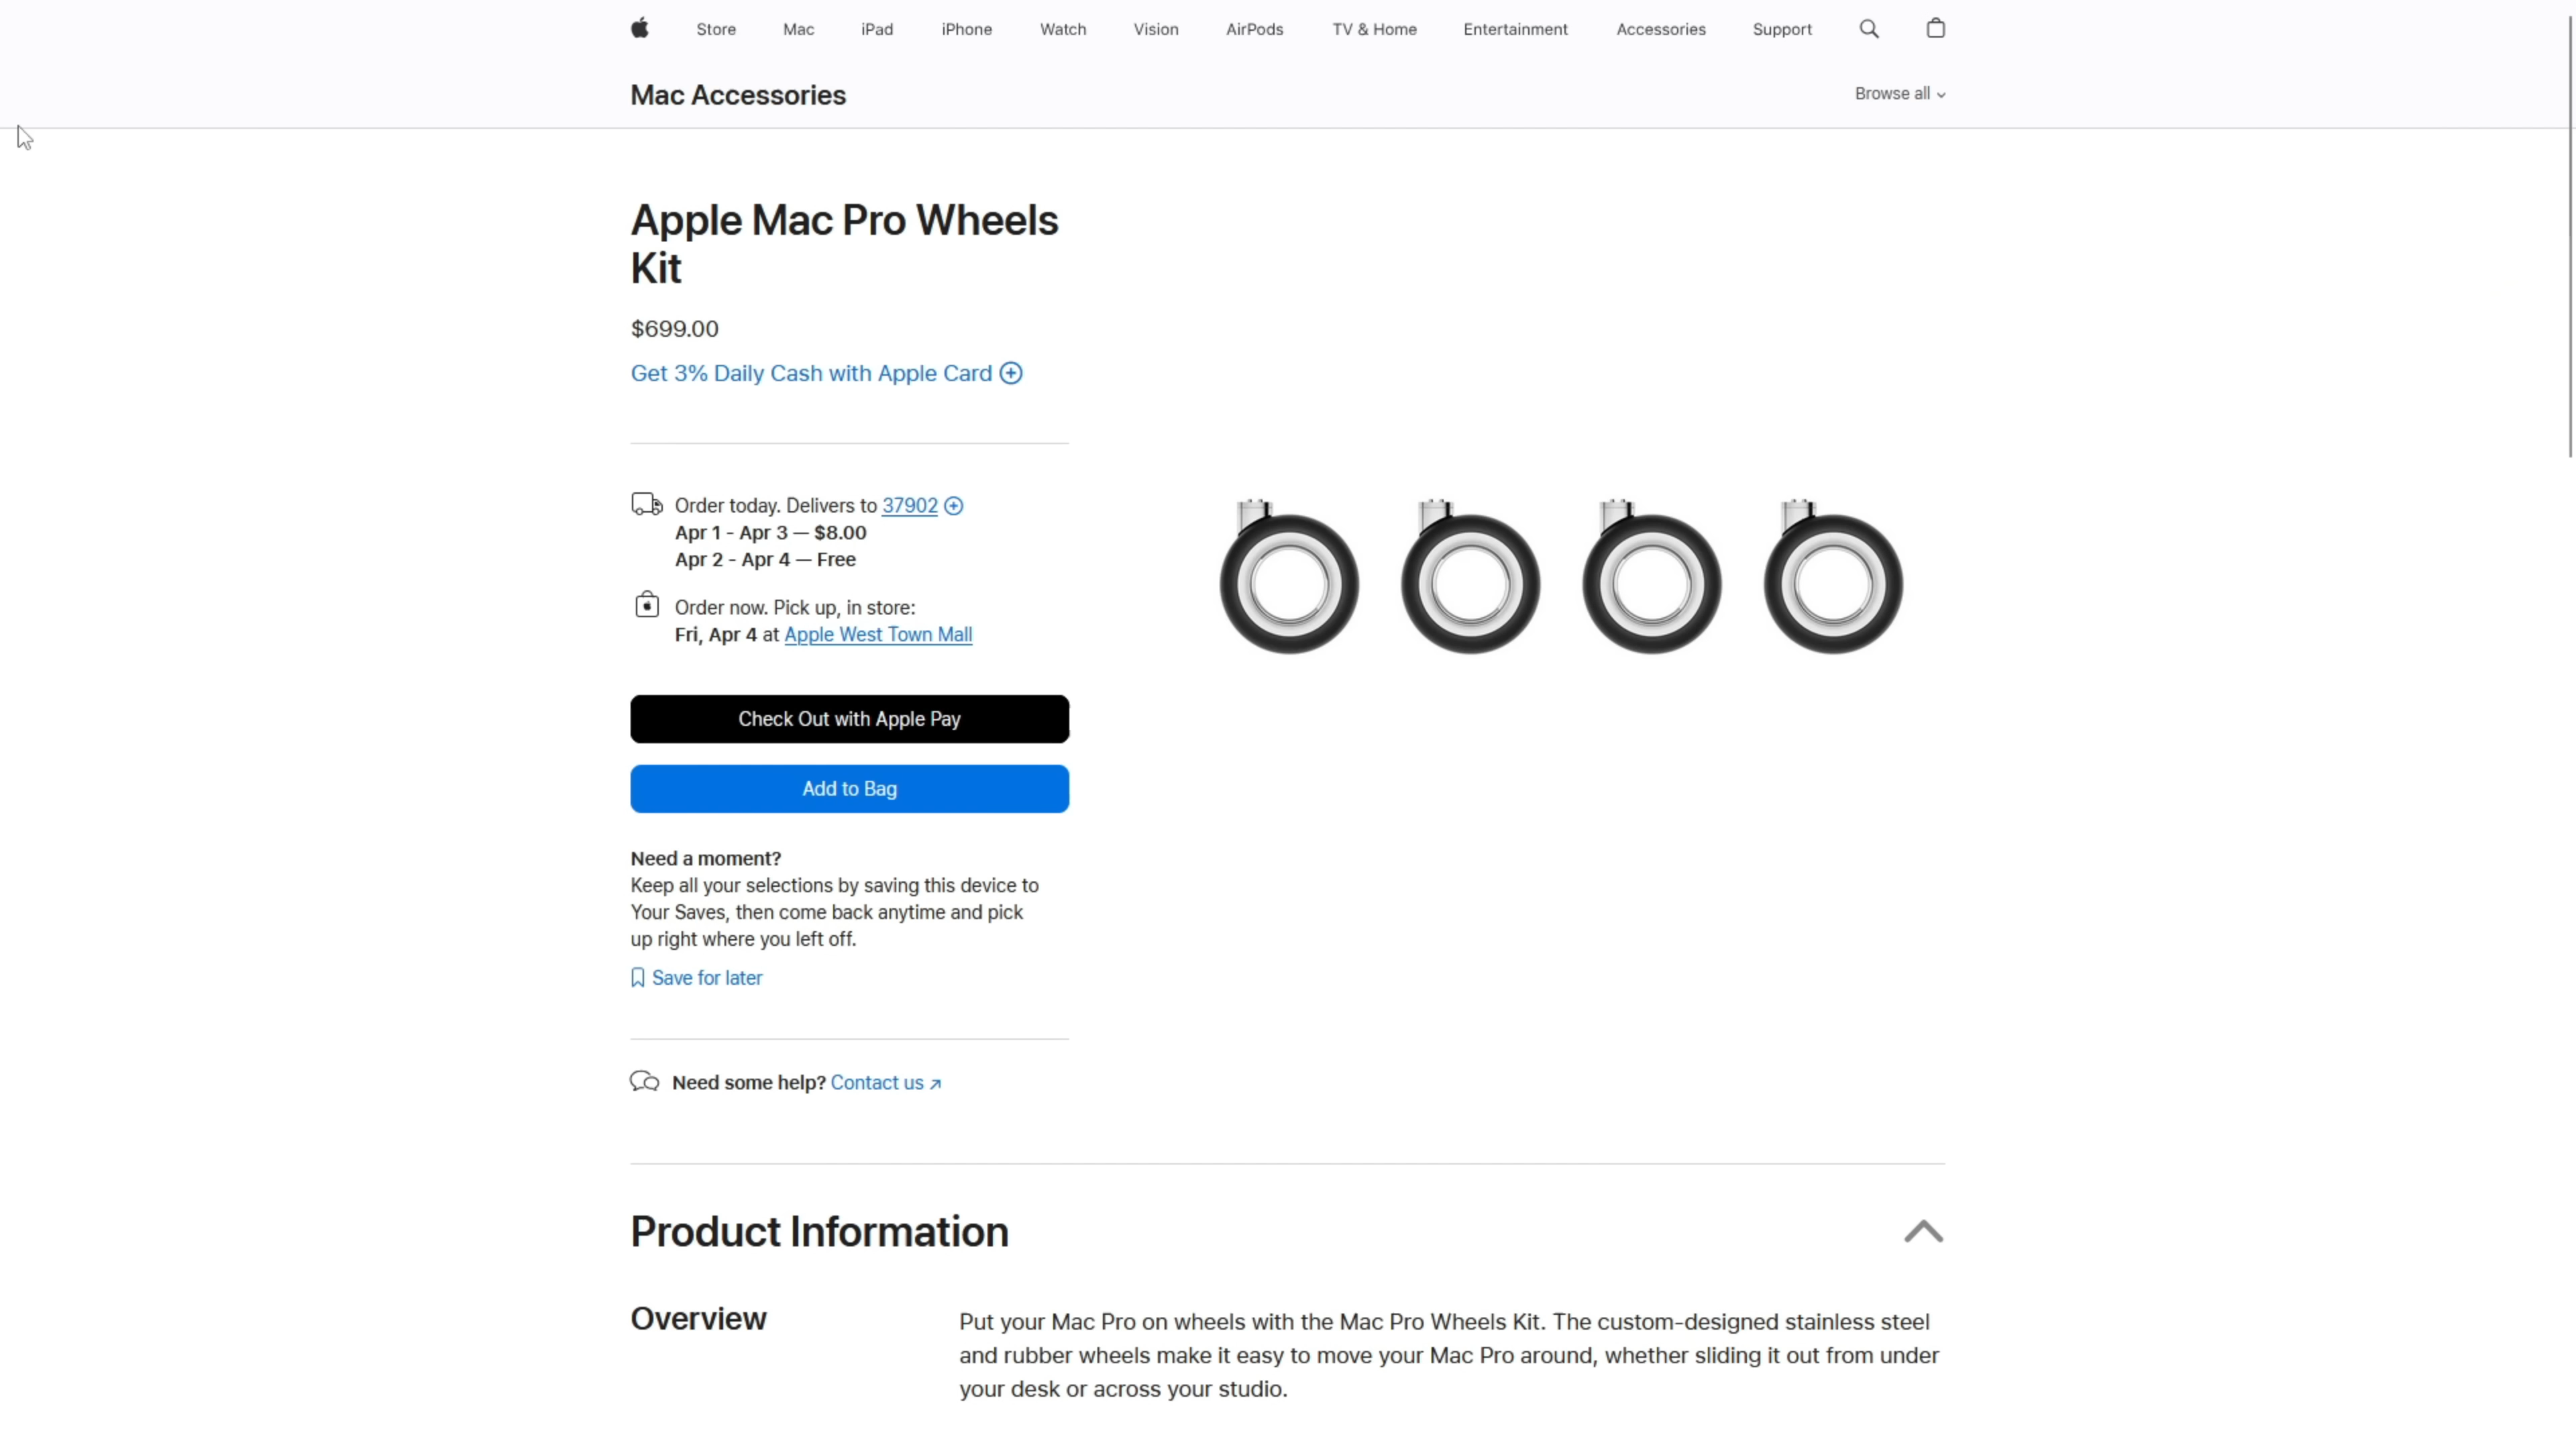 Store Mac iPad iPhone Watch Vision AirPods TV & Home Entertainment Accessories Support
Mac Accessories
Browse all
Apple Mac Pro Wheels
Kit
$699.00
Get 3% Daily Cash with Apple Card
Order today. Delivers to 37902
Apr 1 - Apr 3 — $8.00
Apr 2 - Apr 4 — Free
Order now. Pick up, in store:
Fri, Apr 4 at Apple West Town Mall
Check Out with Apple Pay
Add to Bag
Need a moment?
Keep all your selections by saving this device to
Your Saves, then come back anytime and pick
up right where you left off.
Save for later
Need some help? Contact us ↗
Product Information
Overview
Put your Mac Pro on wheels with the Mac Pro Wheels Kit. The custom-designed stainless steel
and rubber wheels make it easy to move your Mac Pro around, whether sliding it out from under
your desk or across your studio.